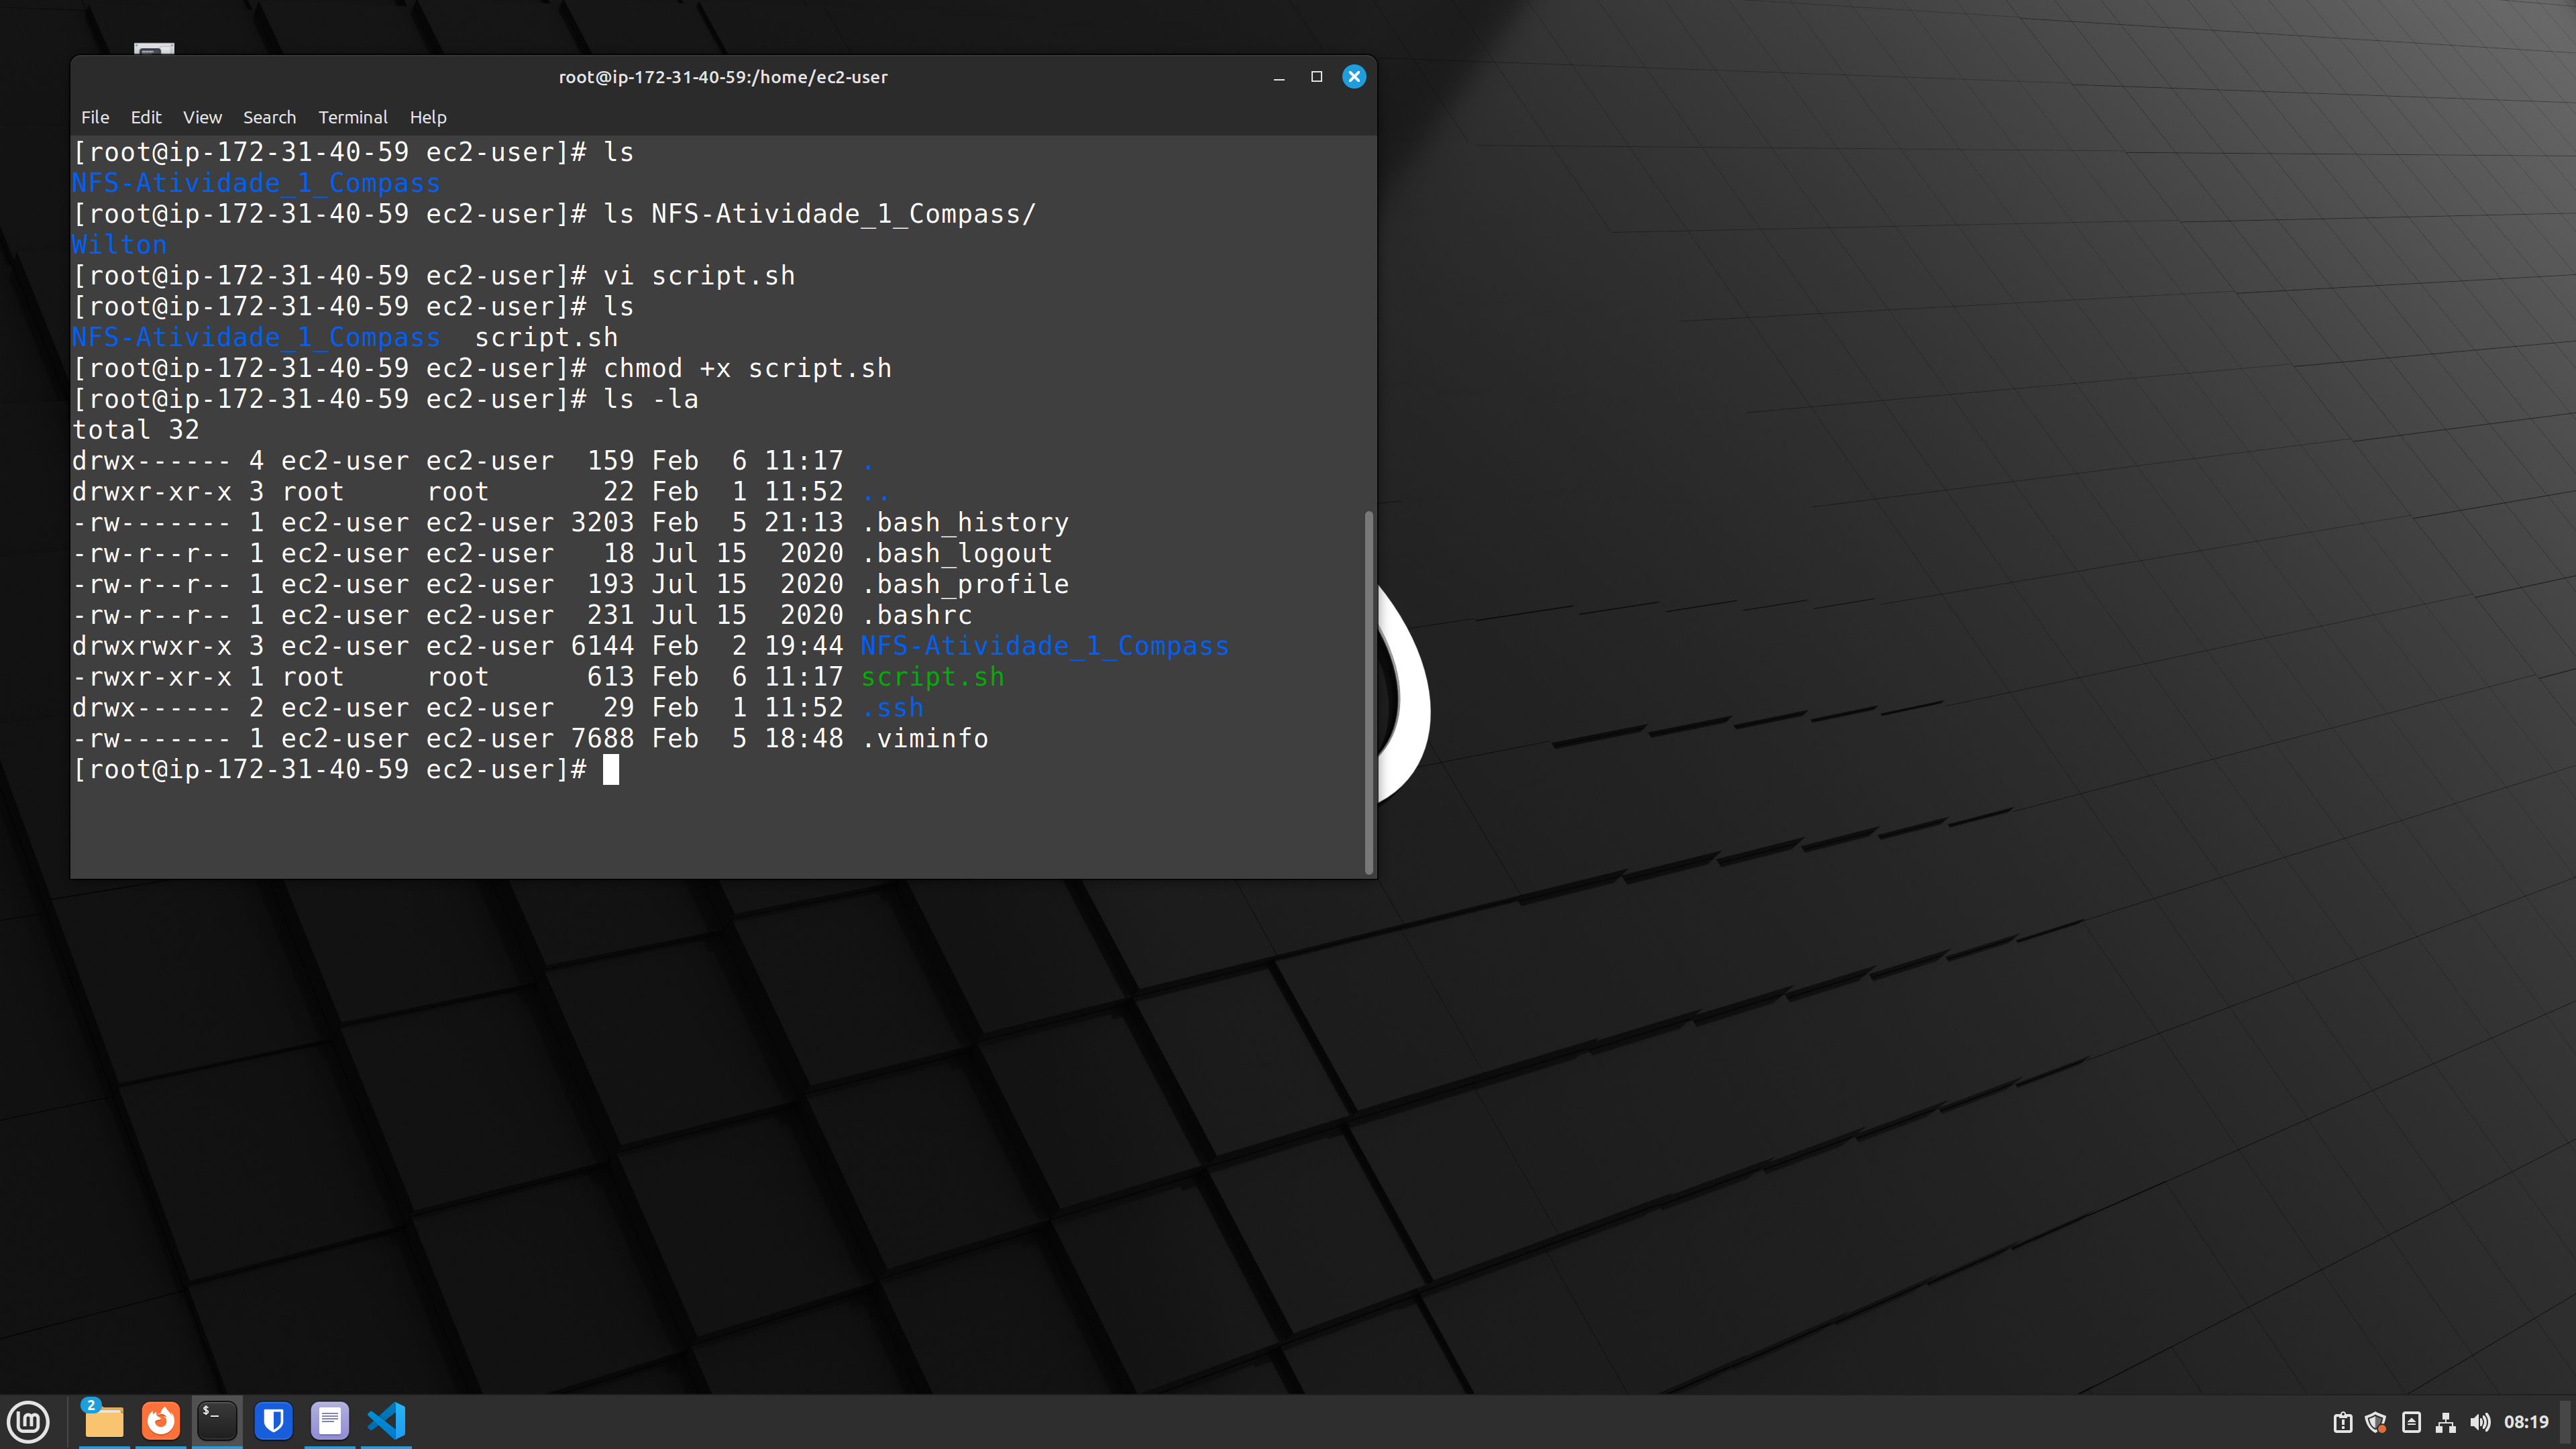 root@ip-172-31-40-59:/home/ec2-user
File Edit View Search Terminal Help
[root@ip-172-31-40-59 ec2-user]# ls
NFS-Atividade_1_Compass
[root@ip-172-31-40-59 ec2-user]# ls NFS-Atividade_1_Compass/
Wilton
[root@ip-172-31-40-59 ec2-user]# vi script.sh
[root@ip-172-31-40-59 ec2-user]# ls
NFS-Atividade_1_Compass  script.sh
[root@ip-172-31-40-59 ec2-user]# chmod +x script.sh
[root@ip-172-31-40-59 ec2-user]# ls -la
total 32
drwx------ 4 ec2-user ec2-user  159 Feb  6 11:17 .
drwxr-xr-x 3 root     root       22 Feb  1 11:52 ..
-rw------- 1 ec2-user ec2-user 3203 Feb  5 21:13 .bash_history
-rw-r--r-- 1 ec2-user ec2-user   18 Jul 15  2020 .bash_logout
-rw-r--r-- 1 ec2-user ec2-user  193 Jul 15  2020 .bash_profile
-rw-r--r-- 1 ec2-user ec2-user  231 Jul 15  2020 .bashrc
drwxrwxr-x 3 ec2-user ec2-user 6144 Feb  2 19:44 NFS-Atividade_1_Compass
-rwxr-xr-x 1 root     root      613 Feb  6 11:17 script.sh
drwx------ 2 ec2-user ec2-user   29 Feb  1 11:52 .ssh
-rw------- 1 ec2-user ec2-user 7688 Feb  5 18:48 .viminfo
[root@ip-172-31-40-59 ec2-user]#
2
$_
08:19